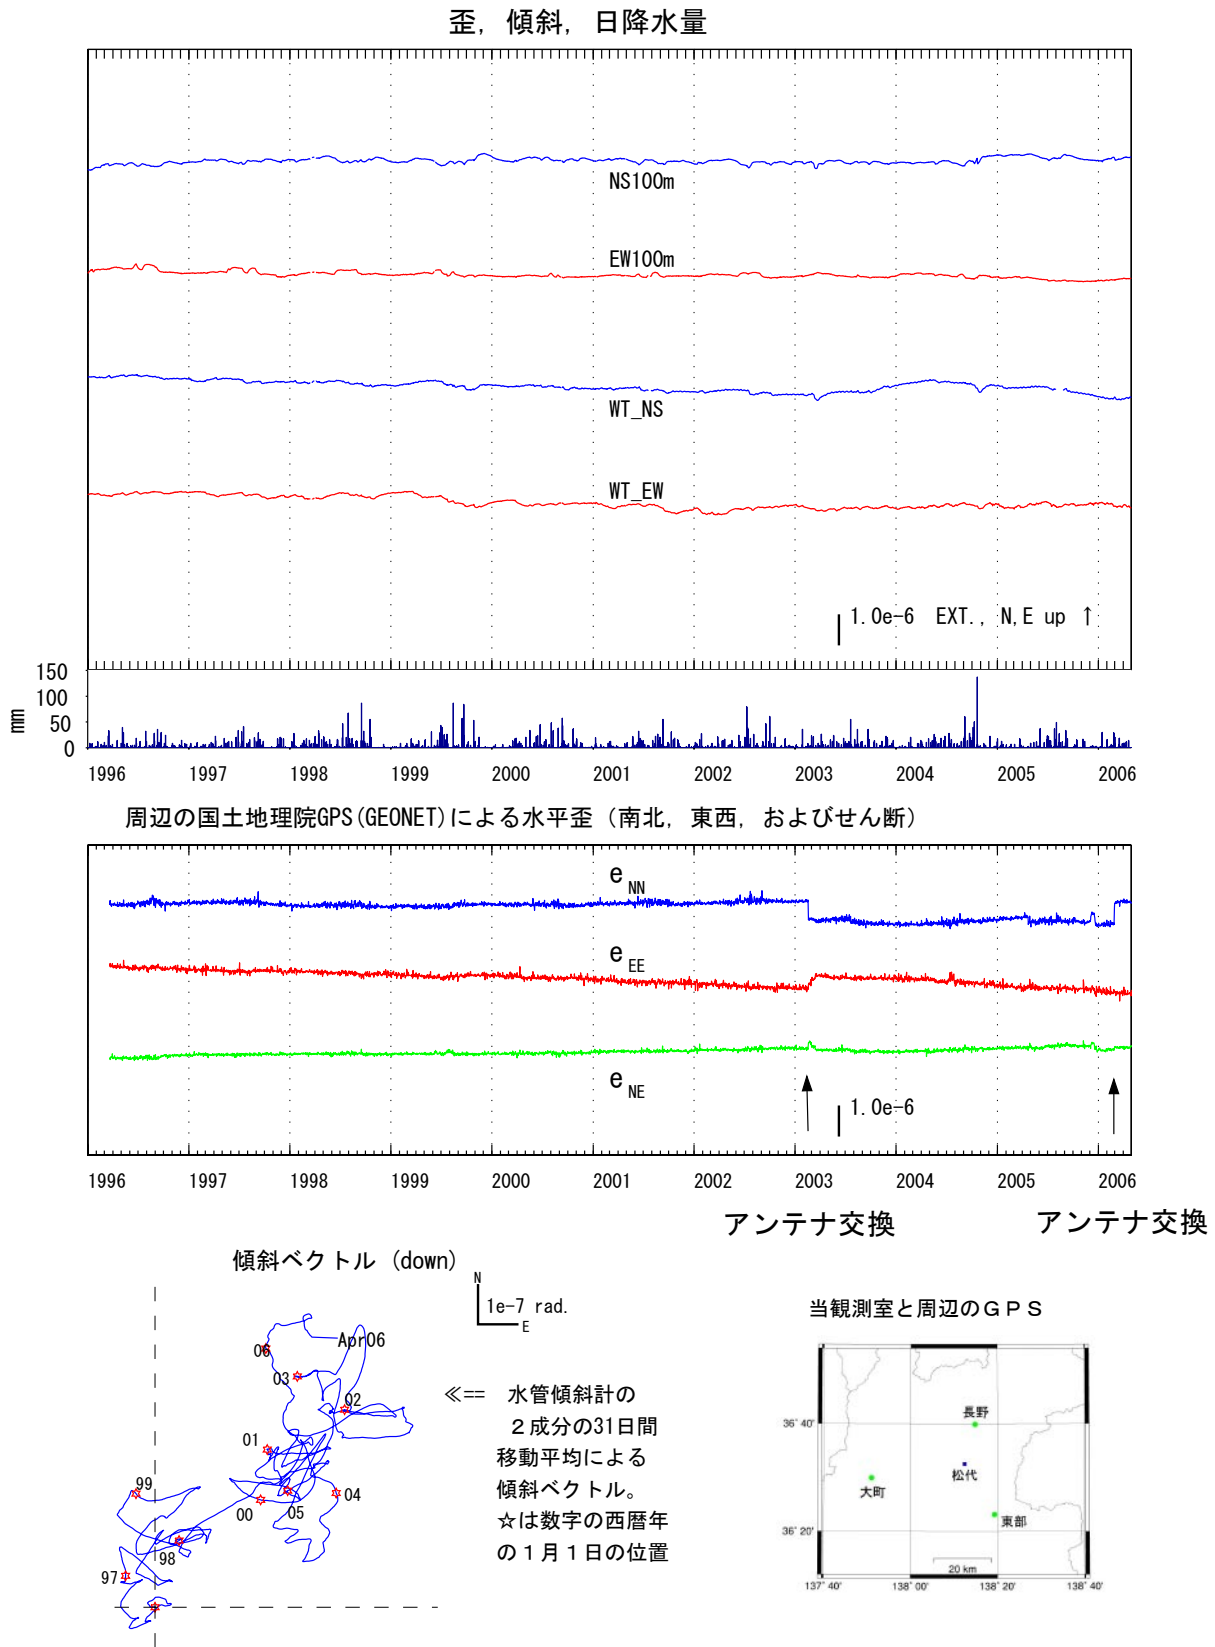 歪, 傾斜, 日降水量
NS100m
EW100m
WT_NS
WT_EW
1.0e-6 EXT., N,E up ↑
150
100
50
0
mm
1996 1997 1998 1999 2000 2001 2002 2003 2004 2005 2006
周辺の国土地理院GPS(GEONET)による水平歪（南北, 東西, およびせん断）
e NN
e EE
e NE
1.0e-6
1996 1997 1998 1999 2000 2001 2002 2003 2004 2005 2006
アンテナ交換 アンテナ交換
傾斜ベクトル (down)
N
1e-7 rad.
E
Apr06
06
03
02
01
99
00
05
04
98
97
≪== 水管傾斜計の
２成分の31日間
移動平均による
傾斜ベクトル。
☆は数字の西暦年
の１月１日の位置
当観測室と周辺のＧＰＳ
36°40'
36°20'
長野
松代
大町
東部
20 km
137°40' 138°00' 138°20' 138°40'